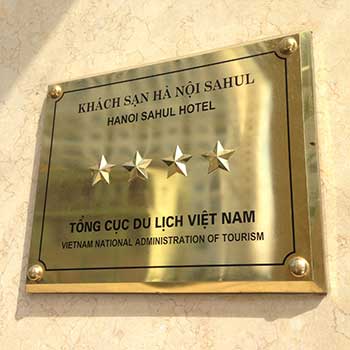 KHÁCH SẠN HÀ NỘI SAHUL
HANOI SAHUL HOTEL
TỔNG CỤC DU LỊCH VIỆT NAM
VIETNAM NATIONAL ADMINISTRATION OF TOURISM